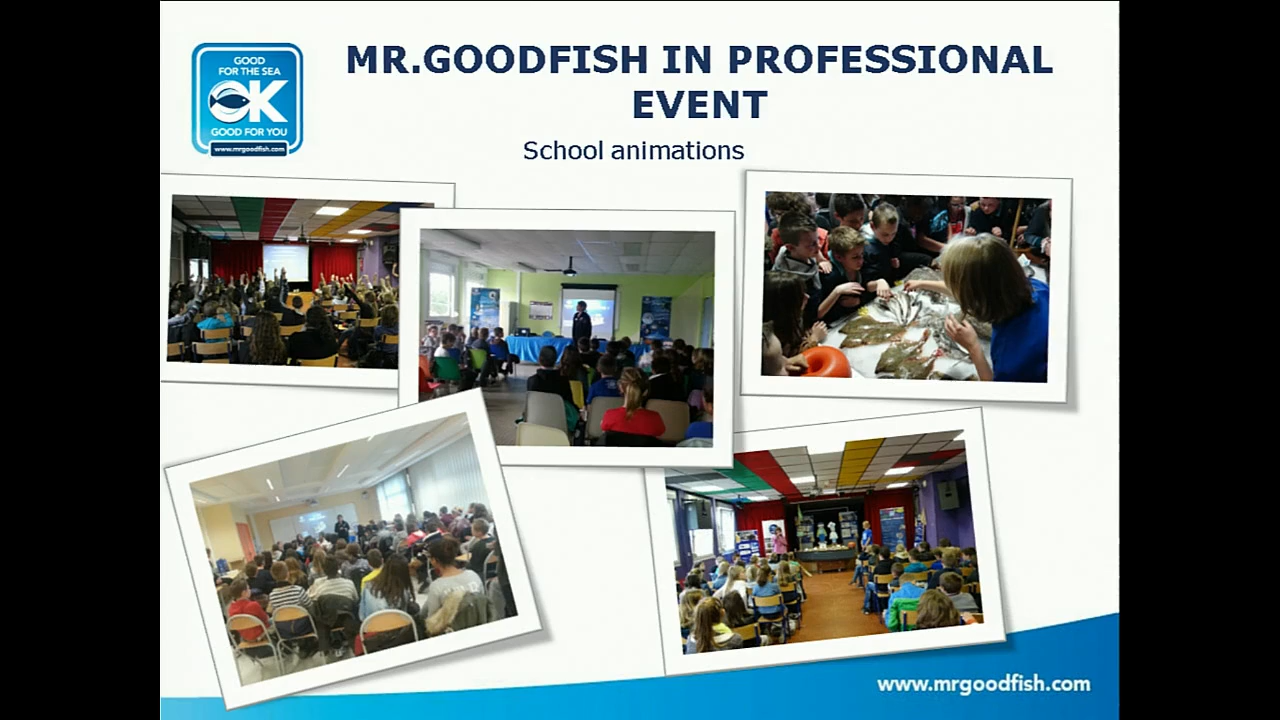 GOOD
FOR THE SEA
OK
GOOD FOR YOU
www.mrgoodfish.com
MR.GOODFISH IN PROFESSIONAL
EVENT
School animations
www.mrgoodfish.com